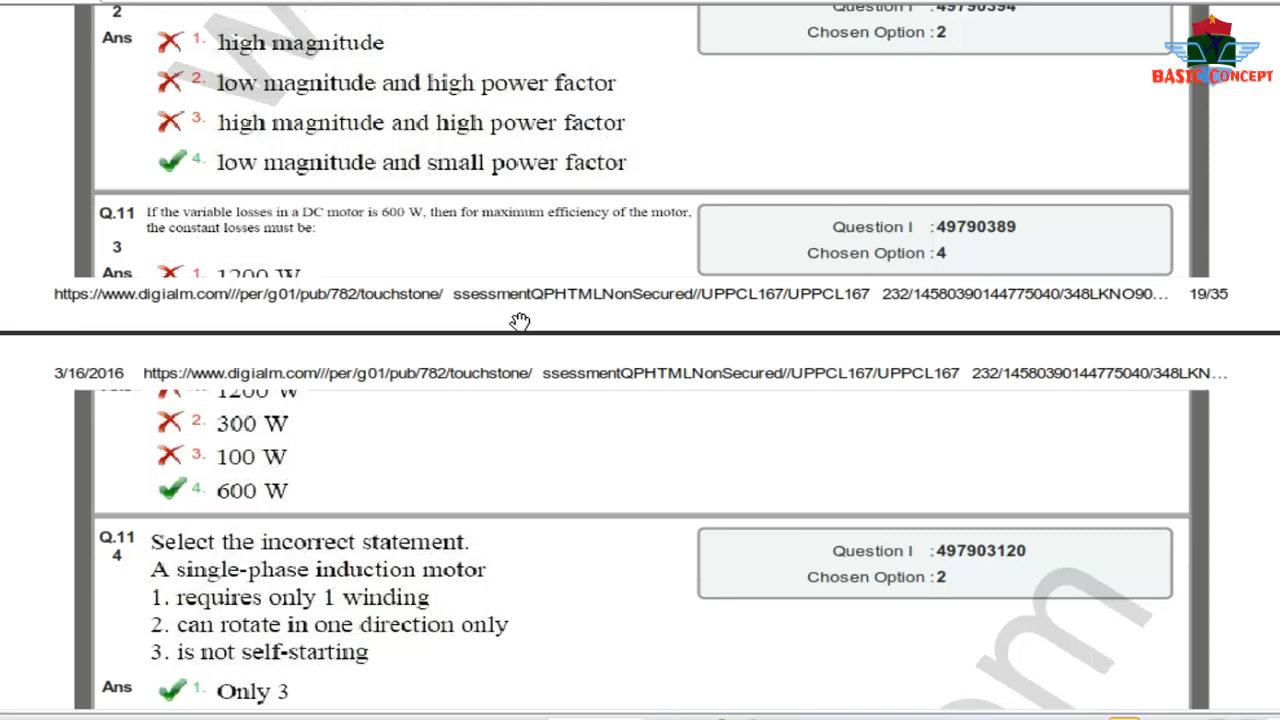 2
Question I : 49790394
Chosen Option : 2
BASIC CONCEPT
Ans
1. high magnitude
2. low magnitude and high power factor
3. high magnitude and high power factor
4. low magnitude and small power factor
Q.11
3
If the variable losses in a DC motor is 600 W, then for maximum efficiency of the motor,
the constant losses must be:
Question I : 49790389
Chosen Option : 4
Ans
1. 1200 W
https://www.digialm.com///per/g01/pub/782/touchstone/ ssessmentQPHTMLNonSecured//UPPCL167/UPPCL167 232/14580390144775040/348LKNO90… 19/35
3/16/2016 https://www.digialm.com///per/g01/pub/782/touchstone/ ssessmentQPHTMLNonSecured//UPPCL167/UPPCL167 232/14580390144775040/348LKN…
1200 W
2. 300 W
3. 100 W
4. 600 W
Q.11
4
Select the incorrect statement.
A single-phase induction motor
1. requires only 1 winding
2. can rotate in one direction only
3. is not self-starting
Question I : 497903120
Chosen Option : 2
Ans
1. Only 3